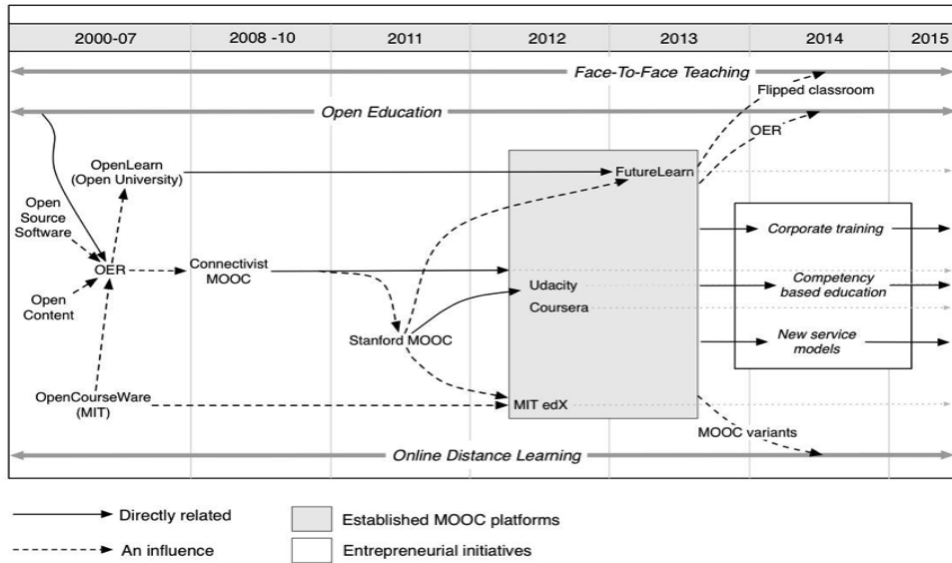 2000-07
2008 -10
2011
2012
2013
2014
2015
Face-To-Face Teaching
Flipped classroom
Open Education
OER
OpenLearn
(Open University)
FutureLearn
Open
Source
Software
Corporate training
OER
Connectivist
MOOC
Udacity
Coursera
Competency
based education
Open
Content
Stanford MOOC
New service
models
OpenCourseWare
(MIT)
MIT edX
MOOC variants
Online Distance Learning
Directly related
Established MOOC platforms
An influence
Entrepreneurial initiatives